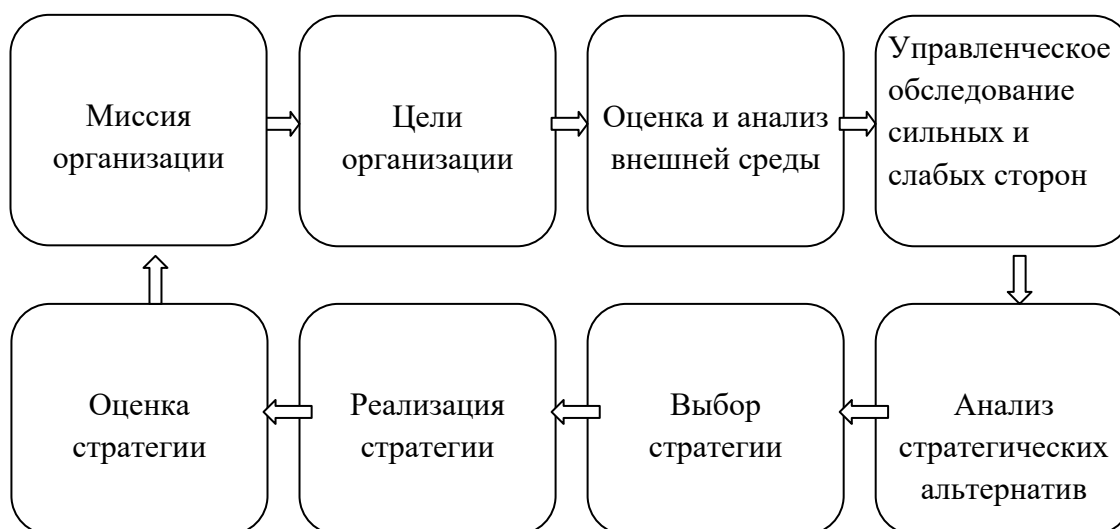 Миссия
организации
Цели
организации
Оценка и анализ
внешней среды
Управленческое
обследование
сильных и
слабых сторон
Оценка
стратегии
Реализация
стратегии
Выбор
стратегии
Анализ
стратегических
альтернатив